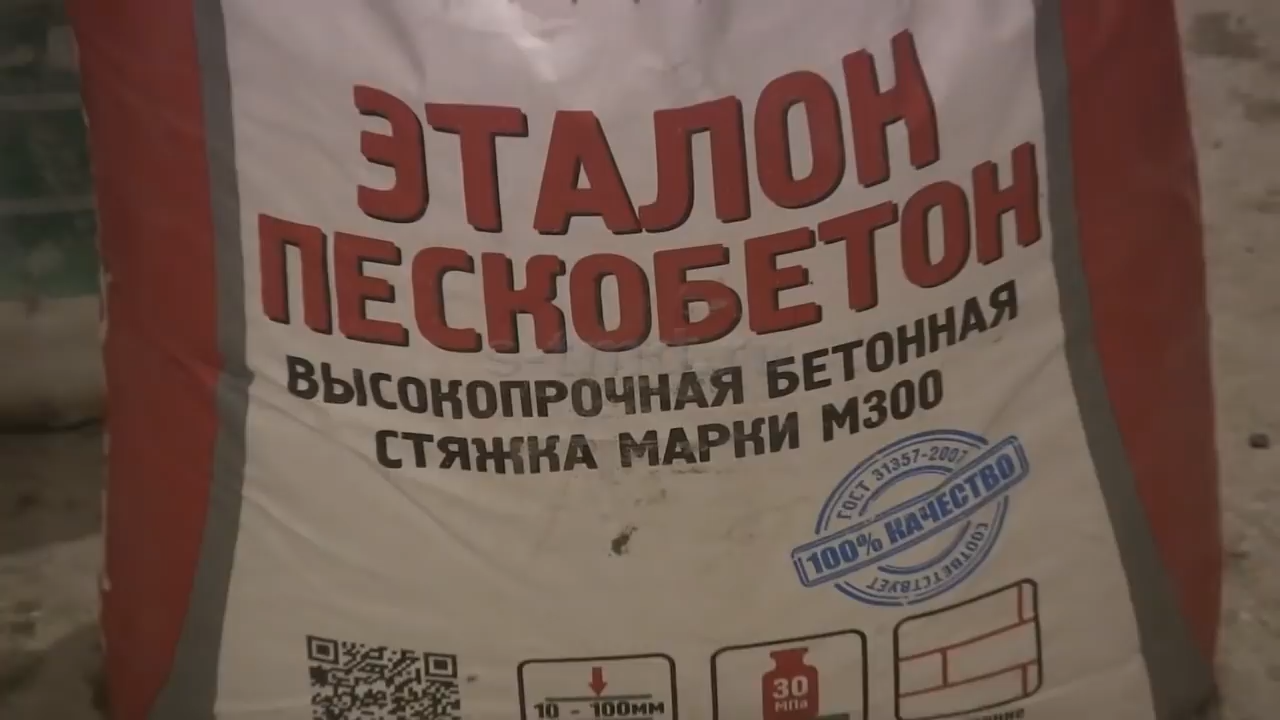 ЭТАЛОН
ПЕСКОБЕТОН
ВЫСОКОПРОЧНАЯ БЕТОННАЯ
СТЯЖКА МАРКИ М300
ГОСТ 31357-2007
100% КАЧЕСТВО
СООТВЕТСТВУЕТ
10 - 100мм
30
МПа